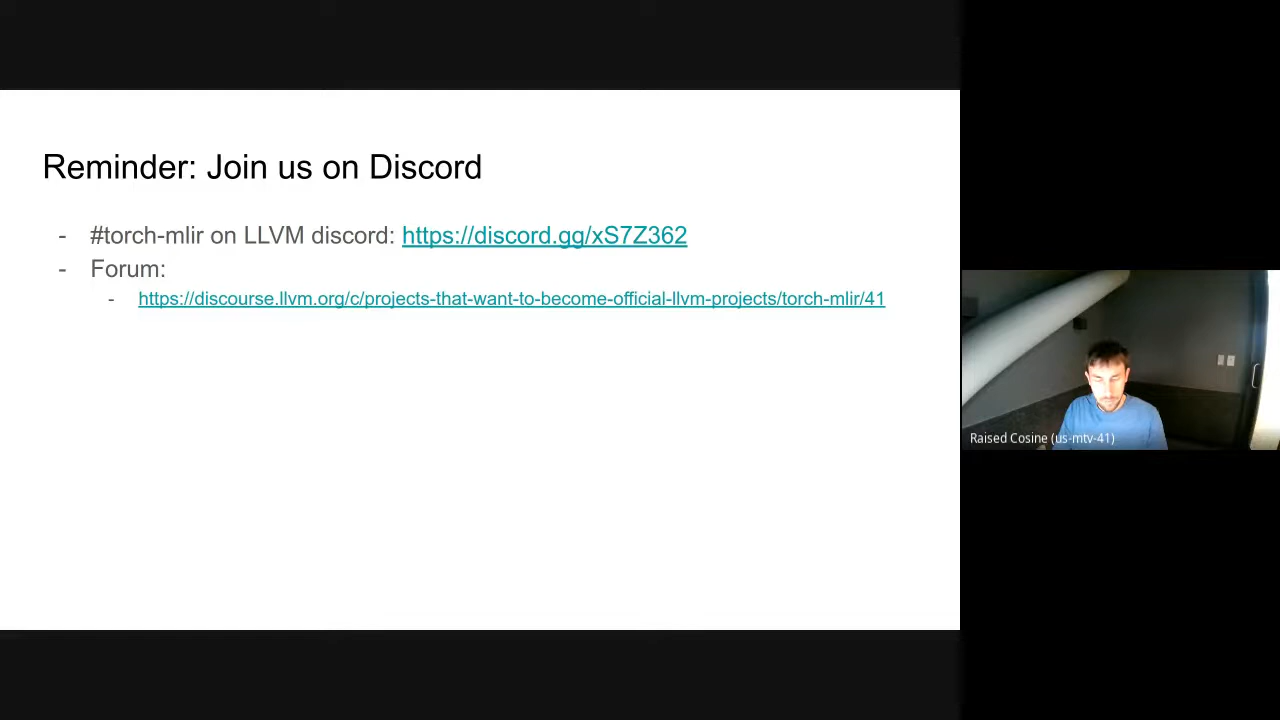 Reminder: Join us on Discord
- #torch-mlir on LLVM discord: https://discord.gg/xS7Z362
- Forum:
- https://discourse.llvm.org/c/projects-that-want-to-become-official-llvm-projects/torch-mlir/41
Raised Cosine (us-mtv-41)